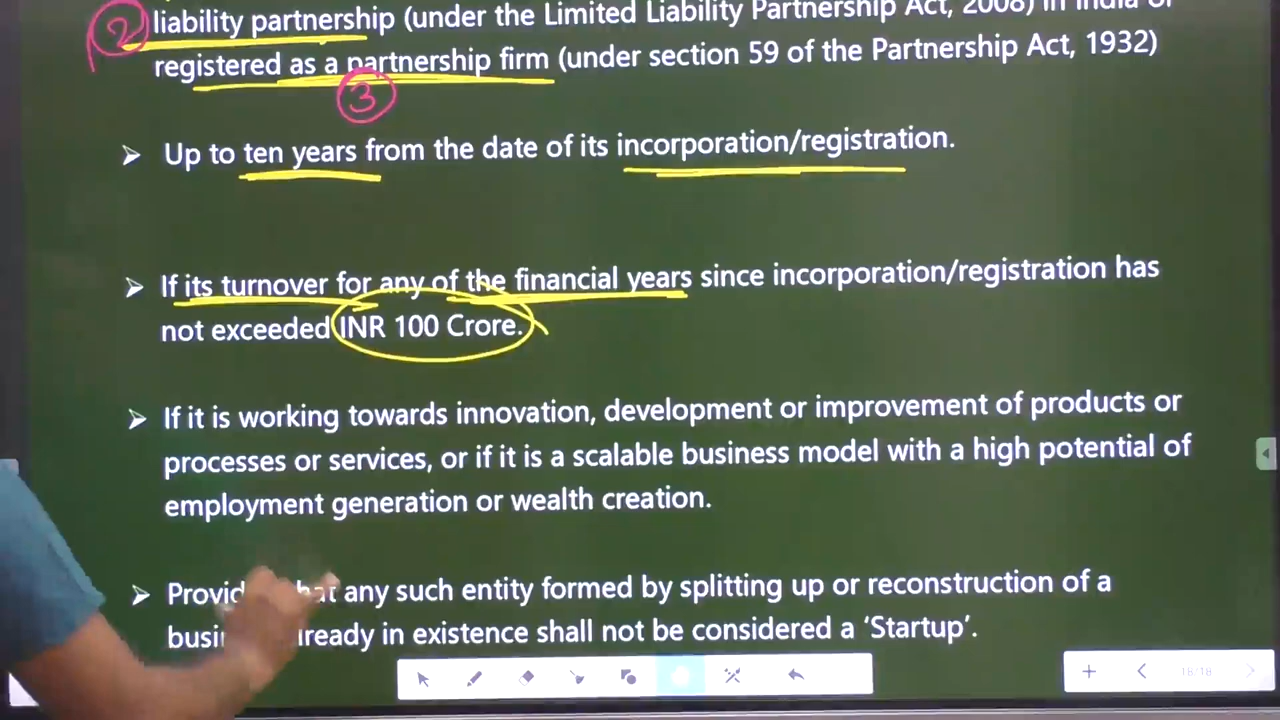 ② liability partnership (under the Limited Liability Partnership Act, 2008) in India or
registered as a partnership firm (under section 59 of the Partnership Act, 1932)
③
➢ Up to ten years from the date of its incorporation/registration.
➢ If its turnover for any of the financial years since incorporation/registration has
not exceeded INR 100 Crore.
➢ If it is working towards innovation, development or improvement of products or
processes or services, or if it is a scalable business model with a high potential of
employment generation or wealth creation.
➢ any such entity formed by splitting up or reconstruction of a
already in existence shall not be considered a ‘Startup’.
18/18